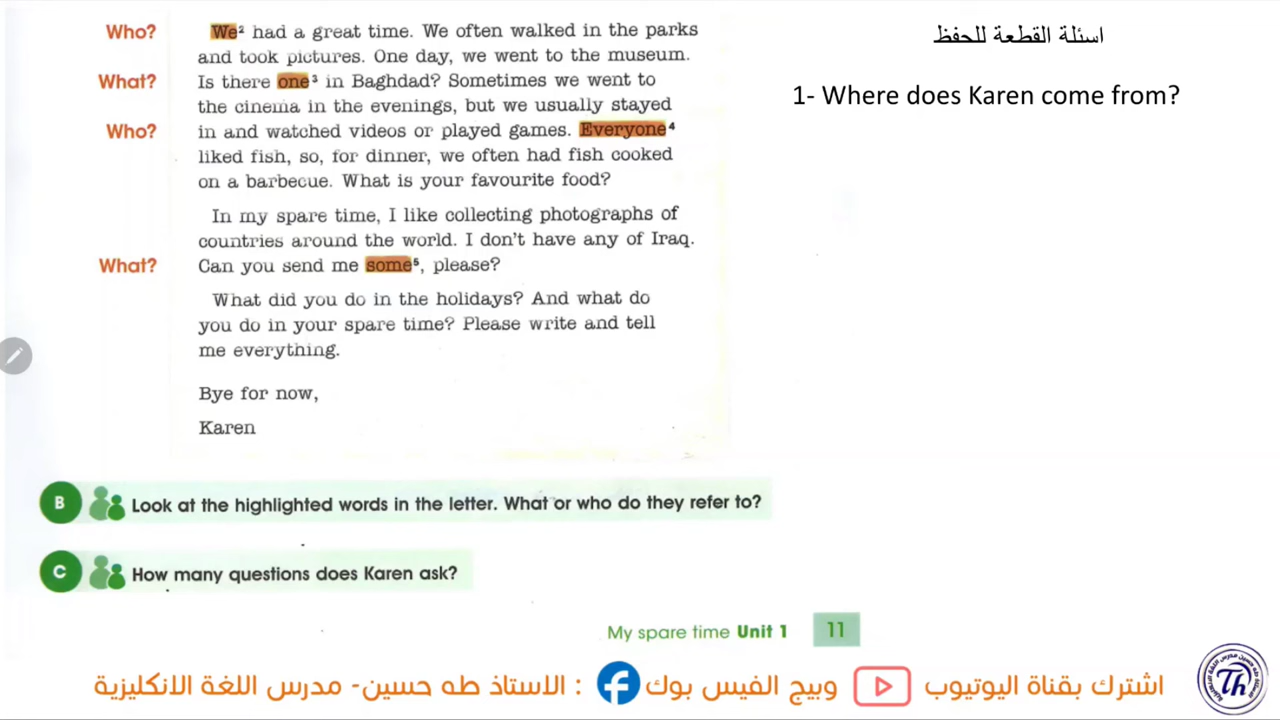 Who?
We² had a great time. We often walked in the parks
and took pictures. One day, we went to the museum.
What?
Is there one³ in Baghdad? Sometimes we went to
the cinema in the evenings, but we usually stayed
Who?
in and watched videos or played games. Everyone⁴
liked fish, so, for dinner, we often had fish cooked
on a barbecue. What is your favourite food?
In my spare time, I like collecting photographs of
countries around the world. I don't have any of Iraq.
What?
Can you send me some⁵, please?
What did you do in the holidays? And what do
you do in your spare time? Please write and tell
me everything.
Bye for now,
Karen
اسئلة القطعة للحفظ
1- Where does Karen come from?
B Look at the highlighted words in the letter. What or who do they refer to?
C How many questions does Karen ask?
My spare time Unit 1 11
اشترك بقناة اليوتيوب وبيج الفيس بوك : الاستاذ طه حسين- مدرس اللغة الانكليزية
Th